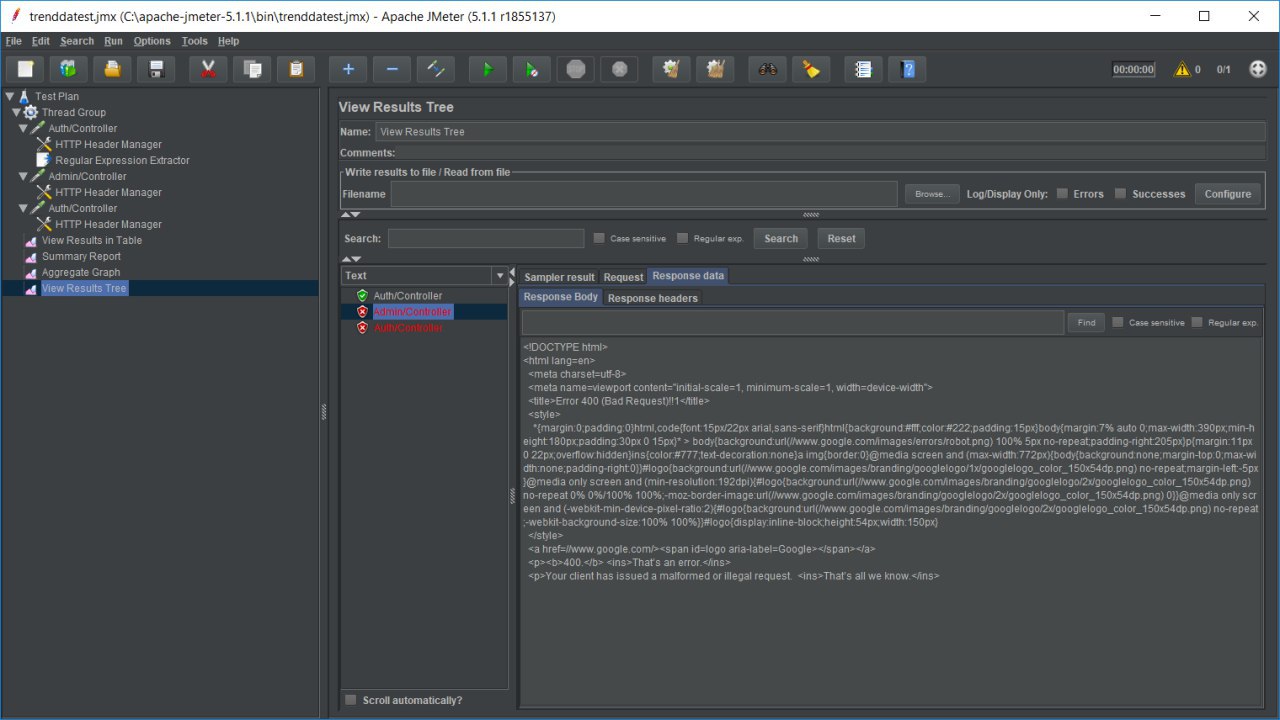 trenddatest.jmx (C:\apache-jmeter-5.1.1\bin\trenddatest.jmx) - Apache JMeter (5.1.1 r1855137)
File Edit Search Run Options Tools Help
00:00:00 0 0/1
Test Plan
Thread Group
Auth/Controller
HTTP Header Manager
Regular Expression Extractor
Admin/Controller
HTTP Header Manager
Auth/Controller
HTTP Header Manager
View Results in Table
Summary Report
Aggregate Graph
View Results Tree
View Results Tree
Name: View Results Tree
Comments:
Write results to file / Read from file
Filename Browse... Log/Display Only: Errors Successes Configure
Search: Case sensitive Regular exp. Search Reset
Text
Auth/Controller
Admin/Controller
Auth/Controller
Scroll automatically?
Sampler result Request Response data
Response Body Response headers
Find Case sensitive Regular exp.
<!DOCTYPE html>
<html lang=en>
<meta charset=utf-8>
<meta name=viewport content="initial-scale=1, minimum-scale=1, width=device-width">
<title>Error 400 (Bad Request)!!1</title>
<style>
*{margin:0;padding:0}html,code{font:15px/22px arial,sans-serif}html{background:#fff;color:#222;padding:15px}body{margin:7% auto 0;max-width:390px;min-h
eight:180px;padding:30px 0 15px}* > body{background:url(//www.google.com/images/errors/robot.png) 100% 5px no-repeat;padding-right:205px}p{margin:11px
0 22px;overflow:hidden}ins{color:#777;text-decoration:none}a img{border:0}@media screen and (max-width:772px){body{background:none;margin-top:0;max-wi
dth:none;padding-right:0}}#logo{background:url(//www.google.com/images/branding/googlelogo/1x/googlelogo_color_150x54dp.png) no-repeat;margin-left:-5px
}@media only screen and (min-resolution:192dpi){#logo{background:url(//www.google.com/images/branding/googlelogo/2x/googlelogo_color_150x54dp.png)
no-repeat 0% 0%/100% 100%;-moz-border-image:url(//www.google.com/images/branding/googlelogo/2x/googlelogo_color_150x54dp.png) 0}}@media only scr
een and (-webkit-min-device-pixel-ratio:2){#logo{background:url(//www.google.com/images/branding/googlelogo/2x/googlelogo_color_150x54dp.png) no-repeat
;-webkit-background-size:100% 100%}}#logo{display:inline-block;height:54px;width:150px}
</style>
<a href=//www.google.com/><span id=logo aria-label=Google></span></a>
<p><b>400.</b> <ins>That's an error.</ins>
<p>Your client has issued a malformed or illegal request.  <ins>That's all we know.</ins>